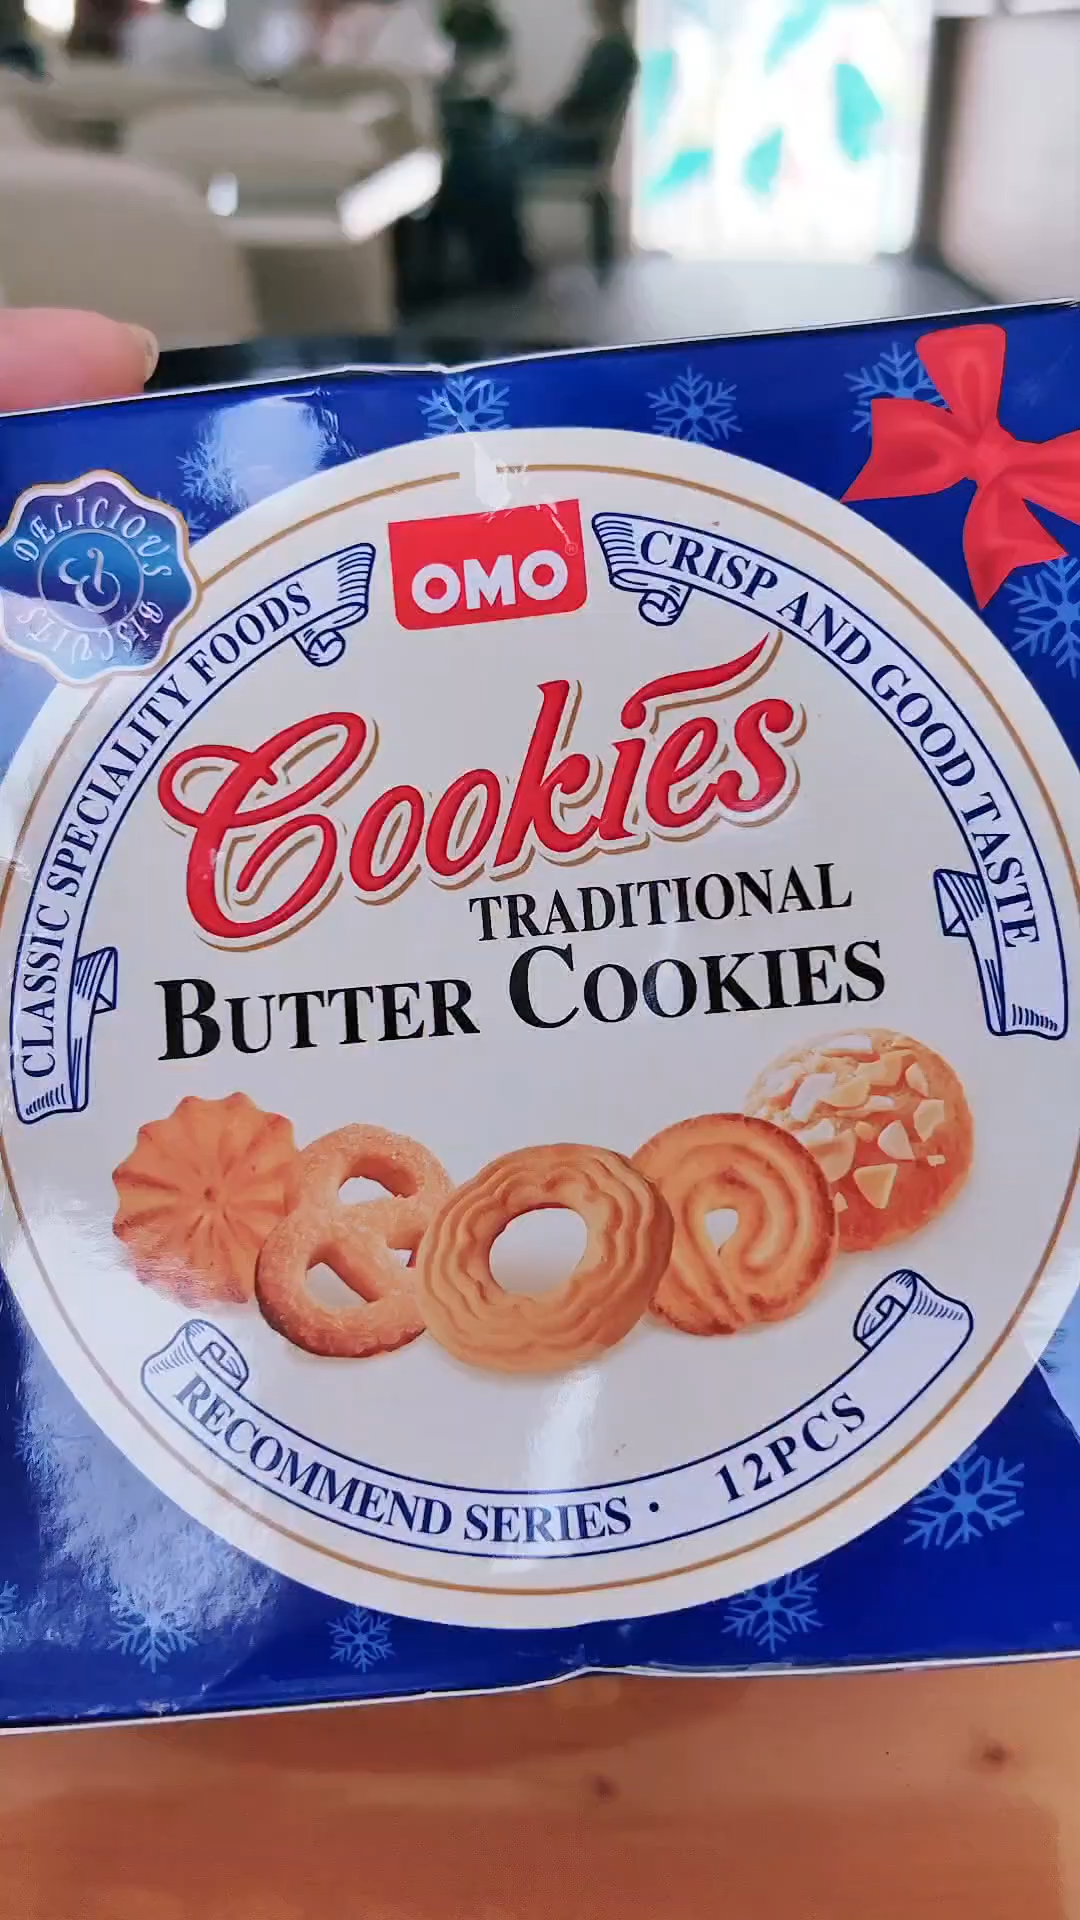 DELICIOUS
&
BISCUITS
OMO®
CLASSIC SPECIALITY FOODS
CRISP AND GOOD TASTE
Cookies
TRADITIONAL
BUTTER COOKIES
RECOMMEND SERIES · 12PCS